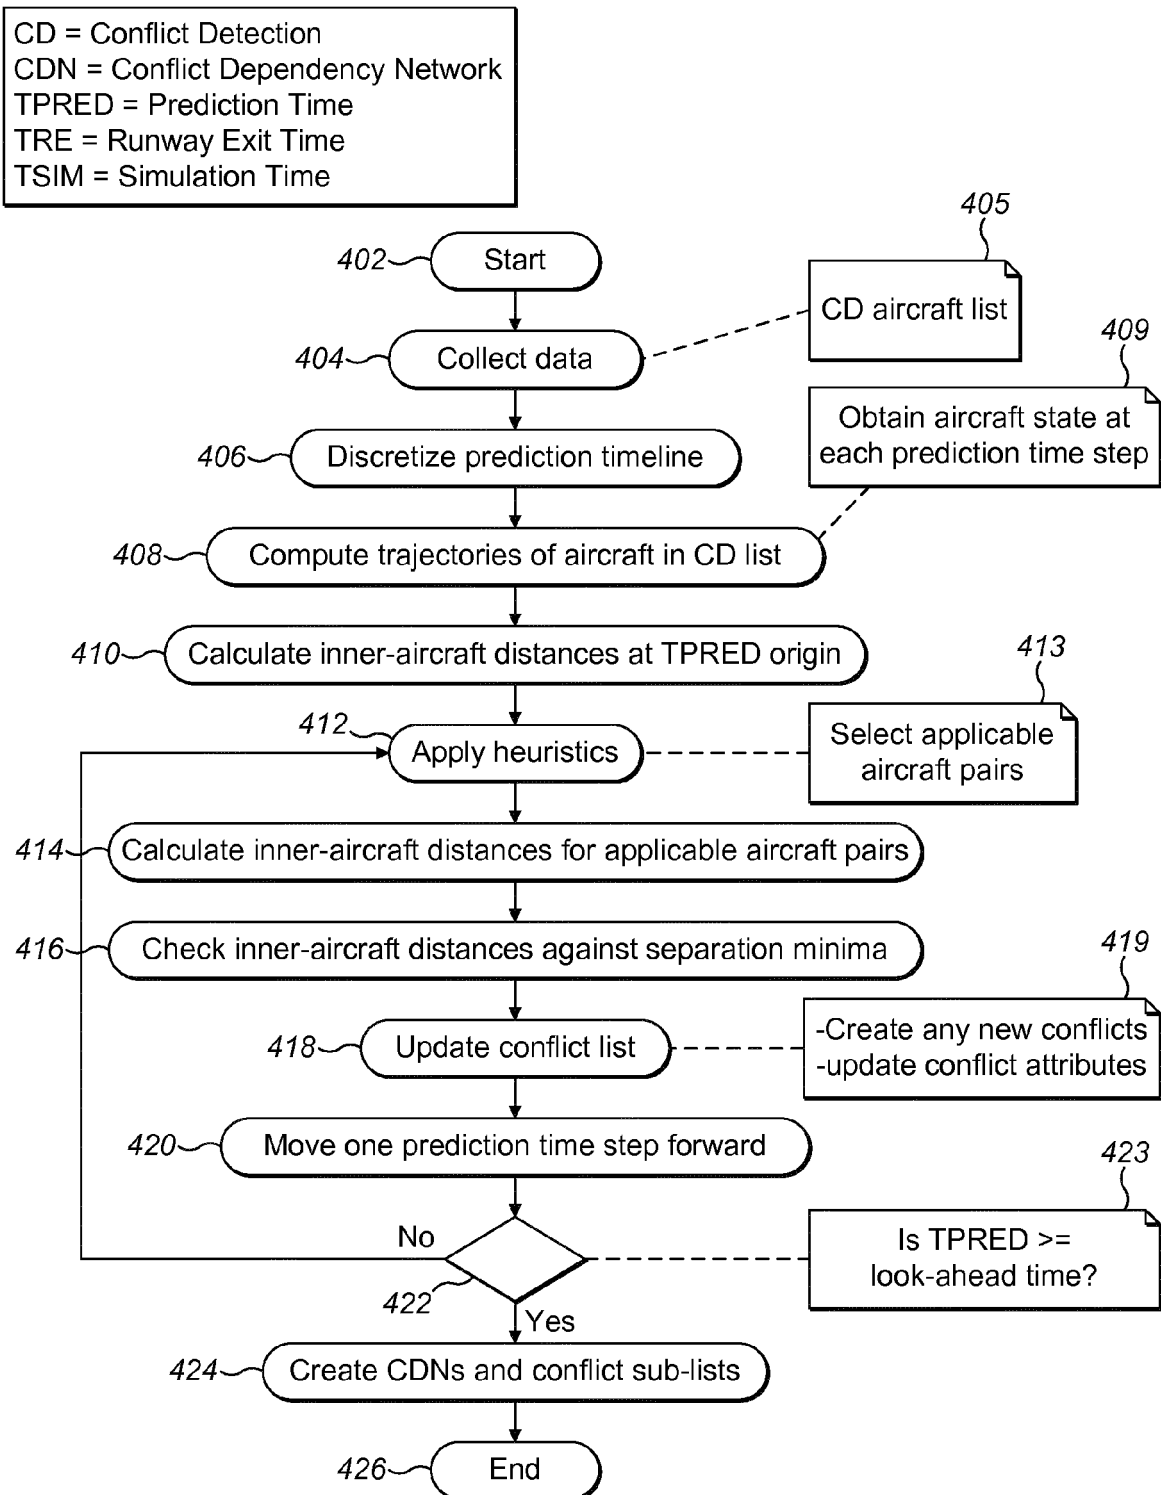 CD = Conflict Detection
CDN = Conflict Dependency Network
TPRED = Prediction Time
TRE = Runway Exit Time
TSIM = Simulation Time
405
402
Start
CD aircraft list
409
404
Collect data
Obtain aircraft state at
each prediction time step
406
Discretize prediction timeline
408
Compute trajectories of aircraft in CD list
410
Calculate inner-aircraft distances at TPRED origin
413
412
Apply heuristics
Select applicable
aircraft pairs
414
Calculate inner-aircraft distances for applicable aircraft pairs
416
Check inner-aircraft distances against separation minima
419
418
Update conflict list
-Create any new conflicts
-update conflict attributes
420
Move one prediction time step forward
423
No
422
Is TPRED >=
look-ahead time?
Yes
424
Create CDNs and conflict sub-lists
426
End